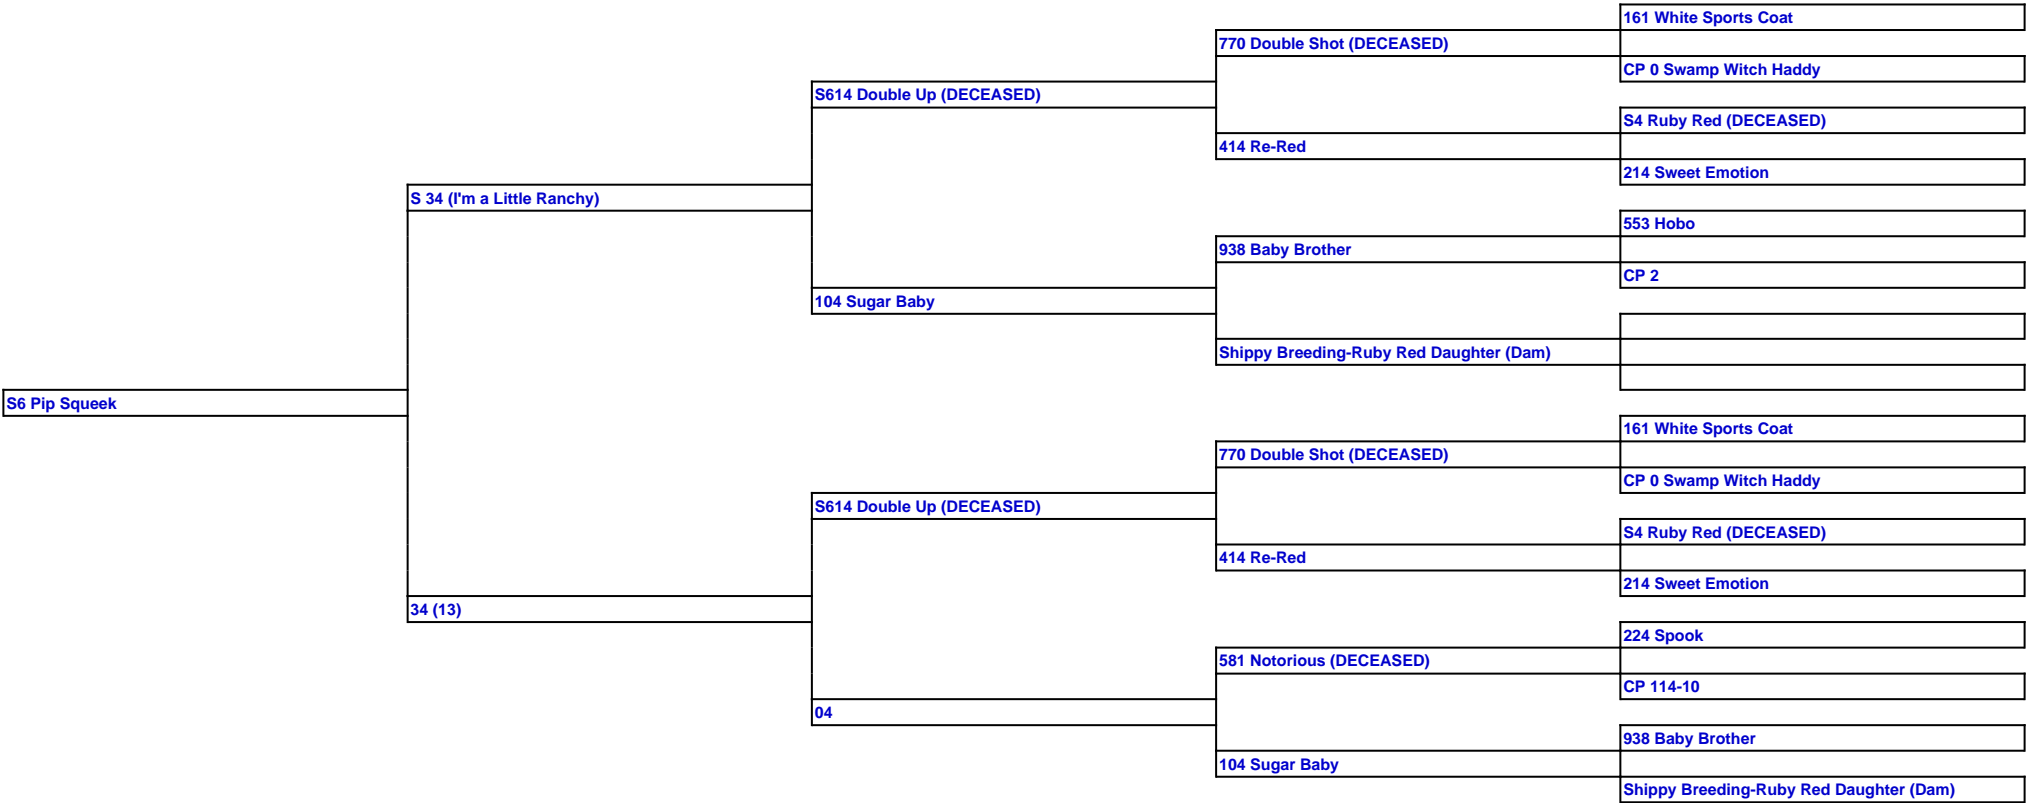 161 White Sports Coat
770 Double Shot (DECEASED)
CP 0 Swamp Witch Haddy
S614 Double Up (DECEASED)
S4 Ruby Red (DECEASED)
414 Re-Red
214 Sweet Emotion
S 34 (I'm a Little Ranchy)
553 Hobo
938 Baby Brother
CP 2
104 Sugar Baby
Shippy Breeding-Ruby Red Daughter (Dam)
S6 Pip Squeek
161 White Sports Coat
770 Double Shot (DECEASED)
CP 0 Swamp Witch Haddy
S614 Double Up (DECEASED)
S4 Ruby Red (DECEASED)
414 Re-Red
214 Sweet Emotion
34 (13)
224 Spook
581 Notorious (DECEASED)
CP 114-10
04
938 Baby Brother
104 Sugar Baby
Shippy Breeding-Ruby Red Daughter (Dam)